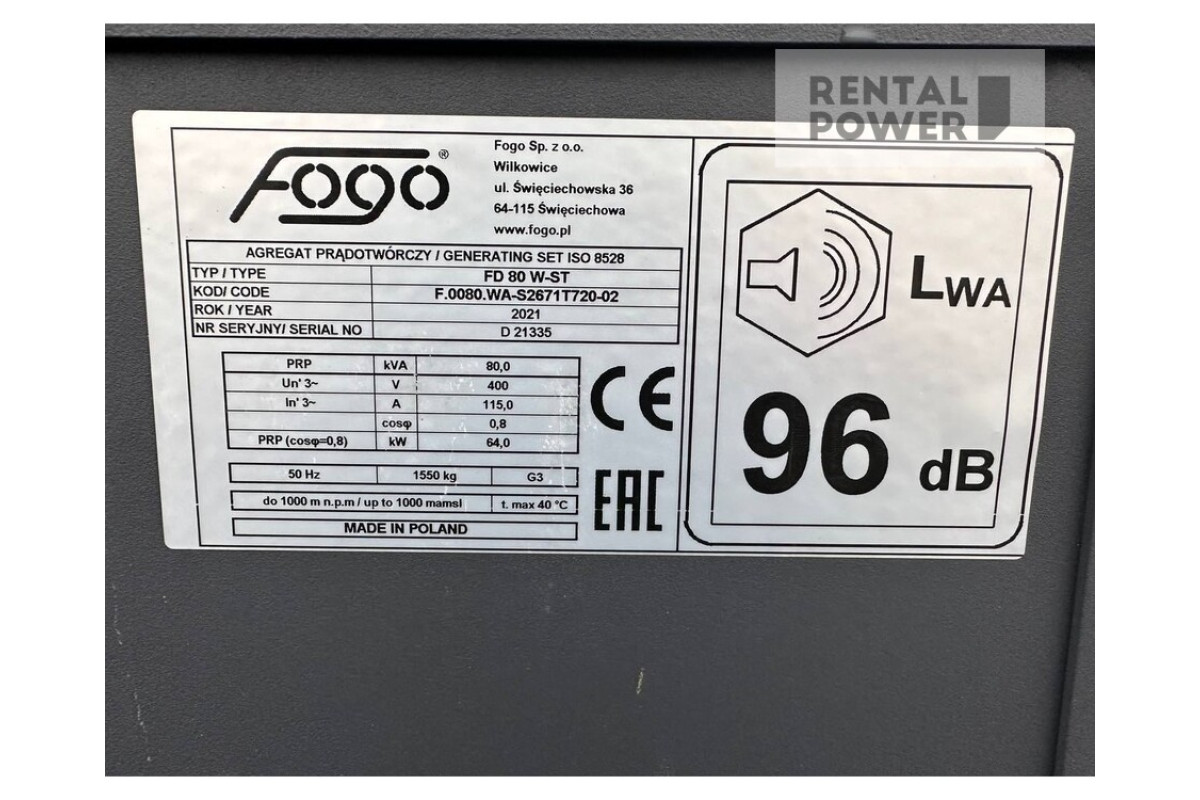 RENTAL
POWER
Fogo®
Fogo Sp. z o.o.
Wilkowice
ul. Święciechowska 36
64-115 Święciechowa
www.fogo.pl
AGREGAT PRĄDOTWÓRCZY / GENERATING SET ISO 8528
TYP / TYPE FD 80 W-ST
KOD/ CODE F.0080.WA-S2671T720-02
ROK / YEAR 2021
NR SERYJNY/ SERIAL NO D 21335
PRP kVA 80,0
Un' 3~ V 400
In' 3~ A 115,0
cosφ 0,8
PRP (cosφ=0,8) kW 64,0
50 Hz 1550 kg G3
do 1000 m n.p.m / up to 1000 mamsl t. max 40 °C
MADE IN POLAND
CE
EAC
LWA
96 dB